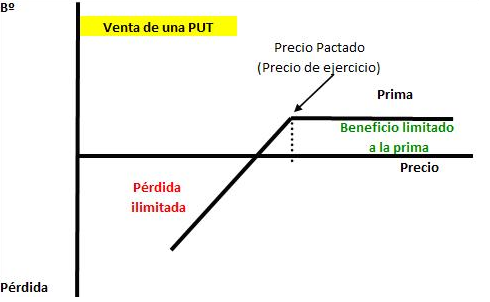 Bº
Venta de una PUT
Precio Pactado
(Precio de ejercicio)
Prima
Beneficio limitado
a la prima
Precio
Pérdida
ilimitada
Pérdida